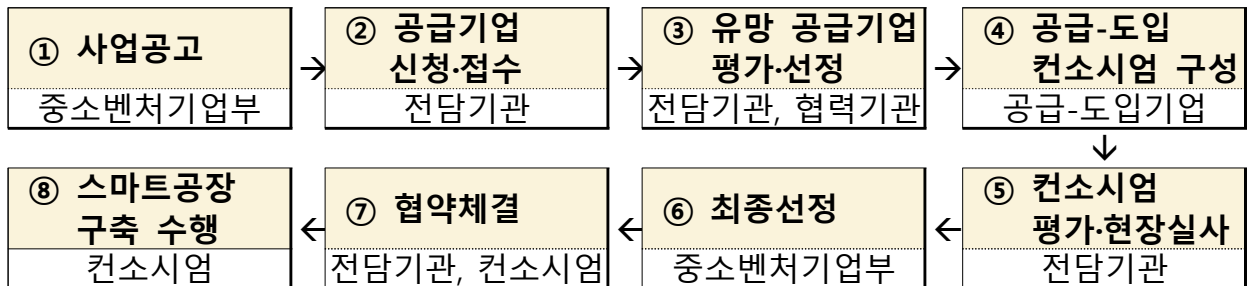 ① 사업공고
중소벤처기업부
→
② 공급기업
신청·접수
전담기관
→
③ 유망 공급기업
평가·선정
전담기관, 협력기관
→
④ 공급-도입
컨소시엄 구성
공급-도입기업
↓
⑤ 컨소시엄
평가·현장실사
전담기관
←
⑥ 최종선정
중소벤처기업부
←
⑦ 협약체결
전담기관, 컨소시엄
←
⑧ 스마트공장
구축 수행
컨소시엄